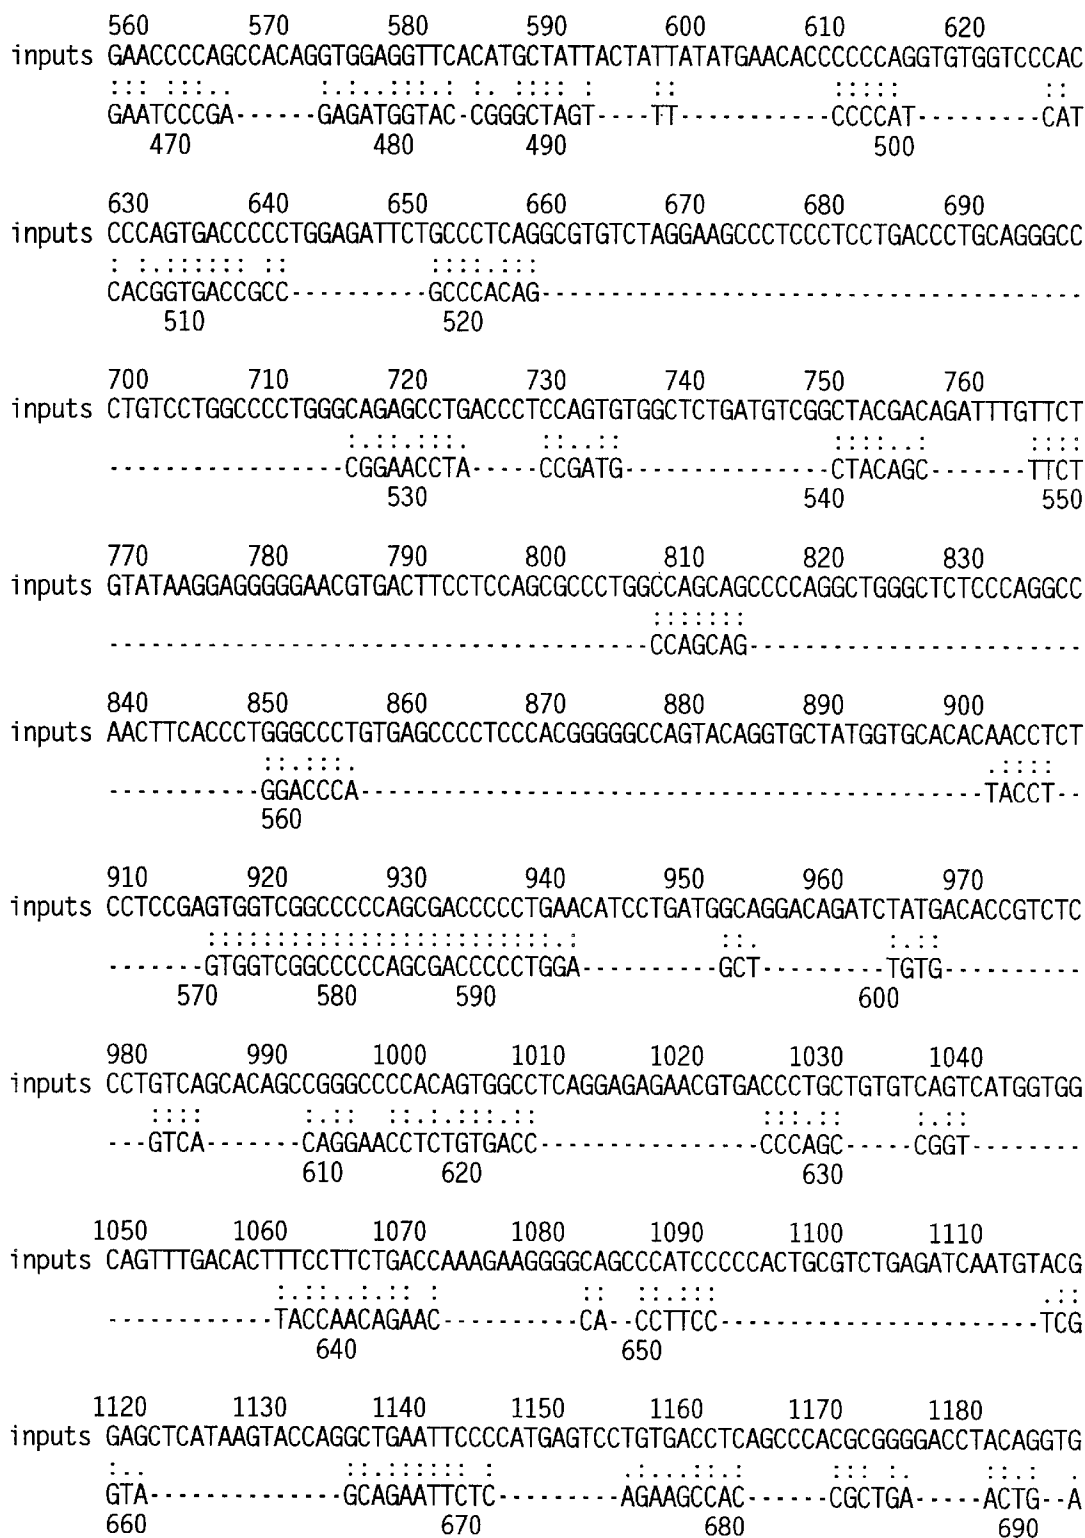 560 570 580 590 600 610 620
inputs GAACCCCAGCCACAGGTGGAGGTTCACATGCTATTACTATTATATGAACACCCCCCAGGTGTGGTCCCAC
::: ::.. :..::::.: :. :::: : :: ::::: ::
GAATCCCGA------GAGATGGTAC-CGGGCTAGT----TT-----------CCCCAT---------CAT
470 480 490 500
630 640 650 660 670 680 690
inputs CCCAGTGACCCCCTGGAGATTCTGCCCTCAGGCGTGTCTAGGAAGCCCTCCCTCCTGACCCTGCAGGGCC
: :.:::::: :: ::::.:::
CACGGTGACCGCC----------GCCCACAG---------------------------------------
510 520
700 710 720 730 740 750 760
inputs CTGTCCTGGCCCCTGGGCAGAGCCTGACCCTCCAGTGTGGCTCTGATGTCGGCTACGACAGATTTGTTCT
:.::.:::. ::..:: ::::..: ::::
-----------------CGGAACCTA-----CCGATG---------------CTACAGC-------TTCT
530 540 550
770 780 790 800 810 820 830
inputs GTATAAGGAGGGGGAACGTGACTTCCTCCAGCGCCCTGGCCAGCAGCCCCAGGCTGGGCTCTCCCAGGCC
:::::::
---------------------------------------CCAGCAG------------------------
840 850 860 870 880 890 900
inputs AACTTCACCCTGGGCCCTGTGAGCCCCTCCCACGGGGGCCAGTACAGGTGCTATGGTGCACACAACCTCT
::.:::. .::::
-----------GGACCCA---------------------------------------------TACCT--
560
910 920 930 940 950 960 970
inputs CCTCCGAGTGGTCGGCCCCCAGCGACCCCCTGAACATCCTGATGGCAGGACAGATCTATGACACCGTCTC
:::::::::::::::::::::::::.: ::. :.::
-------GTGGTCGGCCCCCAGCGACCCCCTGGA----------GCT---------TGTG----------
570 580 590 600
980 990 1000 1010 1020 1030 1040
inputs CCTGTCAGCACAGCCGGGCCCCACAGTGGCCTCAGGAGAGAACGTGACCCTGCTGTGTCAGTCATGGTGG
:::: :.:: :::.:.:::.:: :::.:: :.::
---GTCA-------CAGGAACCTCTGTGACC----------------CCCAGC-----CGGT--------
610 620 630
1050 1060 1070 1080 1090 1100 1110
inputs CAGTTTGACACTTTCCTTCTGACCAAAGAAGGGGCAGCCCATCCCCCACTGCGTCTGAGATCAATGTACG
:.::..:.:: : :: ::..:: .::
------------TACCAACAGAAC----------CA--CCTTCC-----------------------TCG
640 650
1120 1130 1140 1150 1160 1170 1180
inputs GAGCTCATAAGTACCAGGCTGAATTCCCCATGAGTCCTGTGACCTCAGCCCACGCGGGGACCTACAGGTG
:.. ::.::::::: : .:..:.::.: ::: :. ::.: .
GTA--------------GCAGAATTCTC---------AGAAGCCAC------CGCTGA-----ACTG--A
660 670 680 690